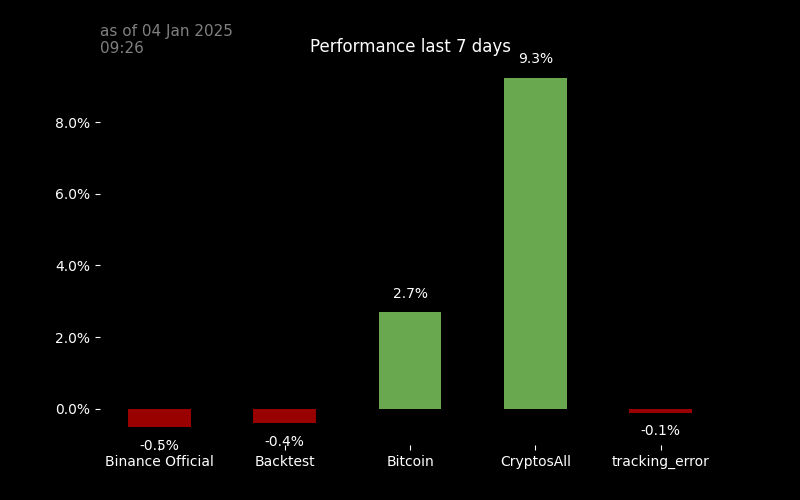 as of 04 Jan 2025
09:26
Performance last 7 days
9.3%
8.0%
6.0%
4.0%
2.7%
2.0%
0.0%
-0.5%
-0.4%
-0.1%
Binance Official
Backtest
Bitcoin
CryptosAll
tracking_error